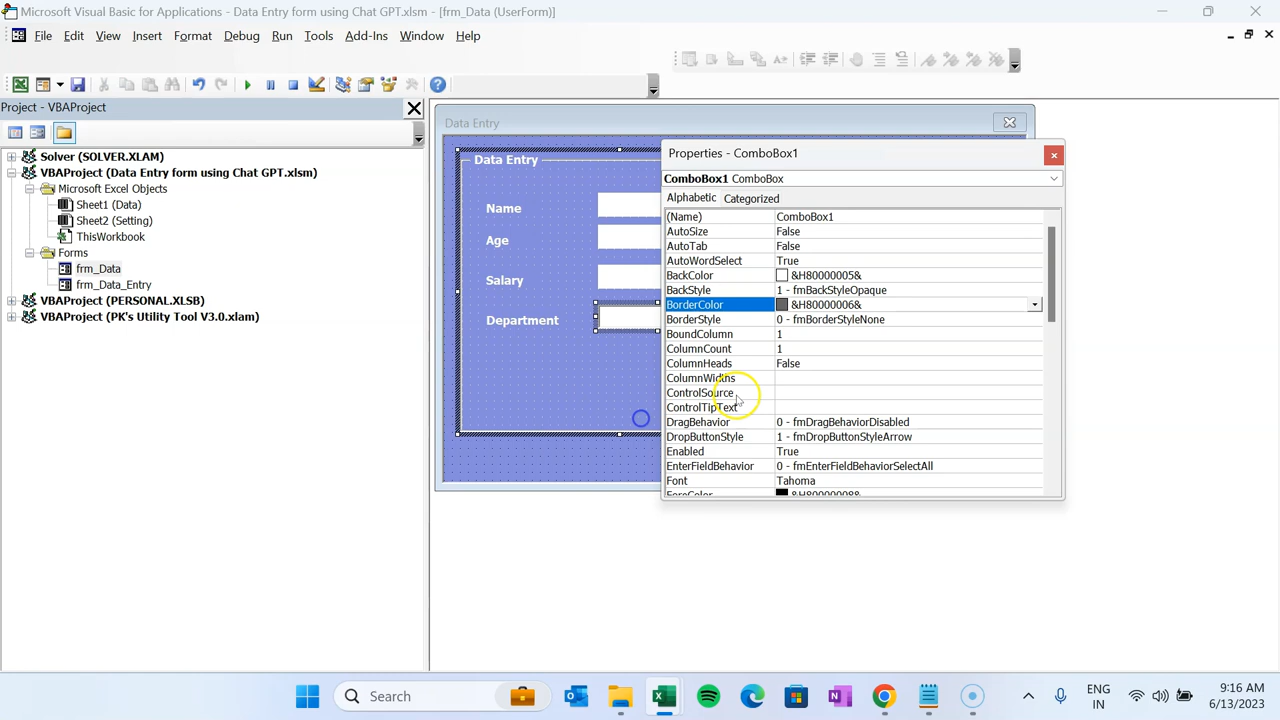 Microsoft Visual Basic for Applications - Data Entry form using Chat GPT.xlsm - [frm_Data (UserForm)]
File Edit View Insert Format Debug Run Tools Add-Ins Window Help
Project - VBAProject
Solver (SOLVER.XLAM)
VBAProject (Data Entry form using Chat GPT.xlsm)
Microsoft Excel Objects
Sheet1 (Data)
Sheet2 (Setting)
ThisWorkbook
Forms
frm_Data
frm_Data_Entry
VBAProject (PERSONAL.XLSB)
VBAProject (PK's Utility Tool V3.0.xlam)
Data Entry
Data Entry
Name
Age
Salary
Department
Properties - ComboBox1
ComboBox1 ComboBox
Alphabetic Categorized
(Name) ComboBox1
AutoSize False
AutoTab False
AutoWordSelect True
BackColor &H80000005&
BackStyle 1 - fmBackStyleOpaque
BorderColor &H80000006&
BorderStyle 0 - fmBorderStyleNone
BoundColumn 1
ColumnCount 1
ColumnHeads False
ColumnWidths
ControlSource
ControlTipText
DragBehavior 0 - fmDragBehaviorDisabled
DropButtonStyle 1 - fmDropButtonStyleArrow
Enabled True
EnterFieldBehavior 0 - fmEnterFieldBehaviorSelectAll
Font Tahoma
ForeColor &H80000008&
Search
ENG
IN
9:16 AM
6/13/2023